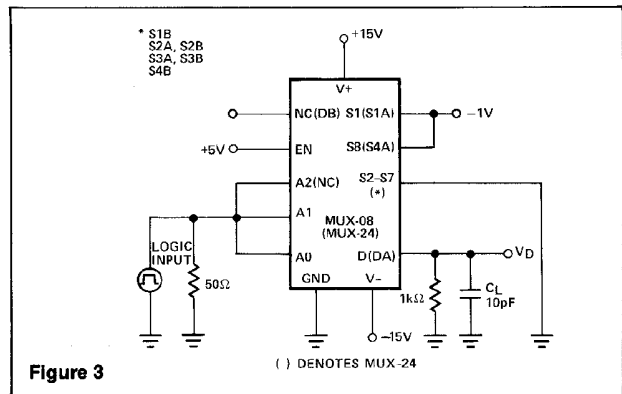 * S1B
S2A, S2B
S3A, S3B
S4B
+15V
V+
NC(DB)
S1(S1A)
−1V
+5V
EN
S8(S4A)
A2(NC)
S2–S7
(*)
A1
MUX-08
(MUX-24)
LOGIC
INPUT
A0
D(DA)
VD
50Ω
GND
V−
1kΩ
CL
10pF
−15V
( ) DENOTES MUX-24
Figure 3